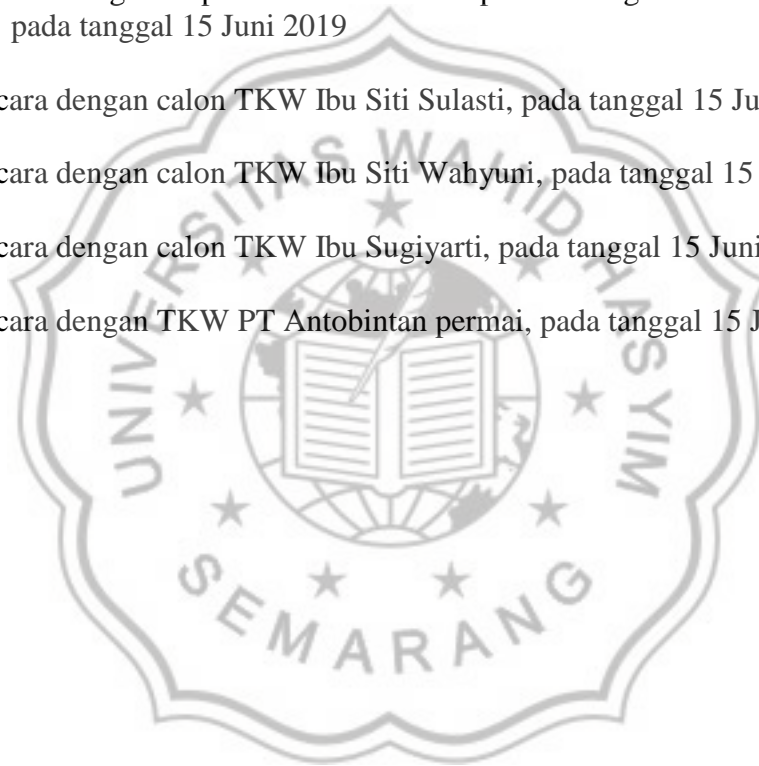 pada tanggal 15 Juni 2019
cara dengan calon TKW Ibu Siti Sulasti, pada tanggal 15 Ju
cara dengan calon TKW Ibu Siti Wahyuni, pada tanggal 15
cara dengan calon TKW Ibu Sugiyarti, pada tanggal 15 Juni
cara dengan TKW PT Antobintan permai, pada tanggal 15 J
UNIVERSITAS WAHID HASYIM
SEMARANG